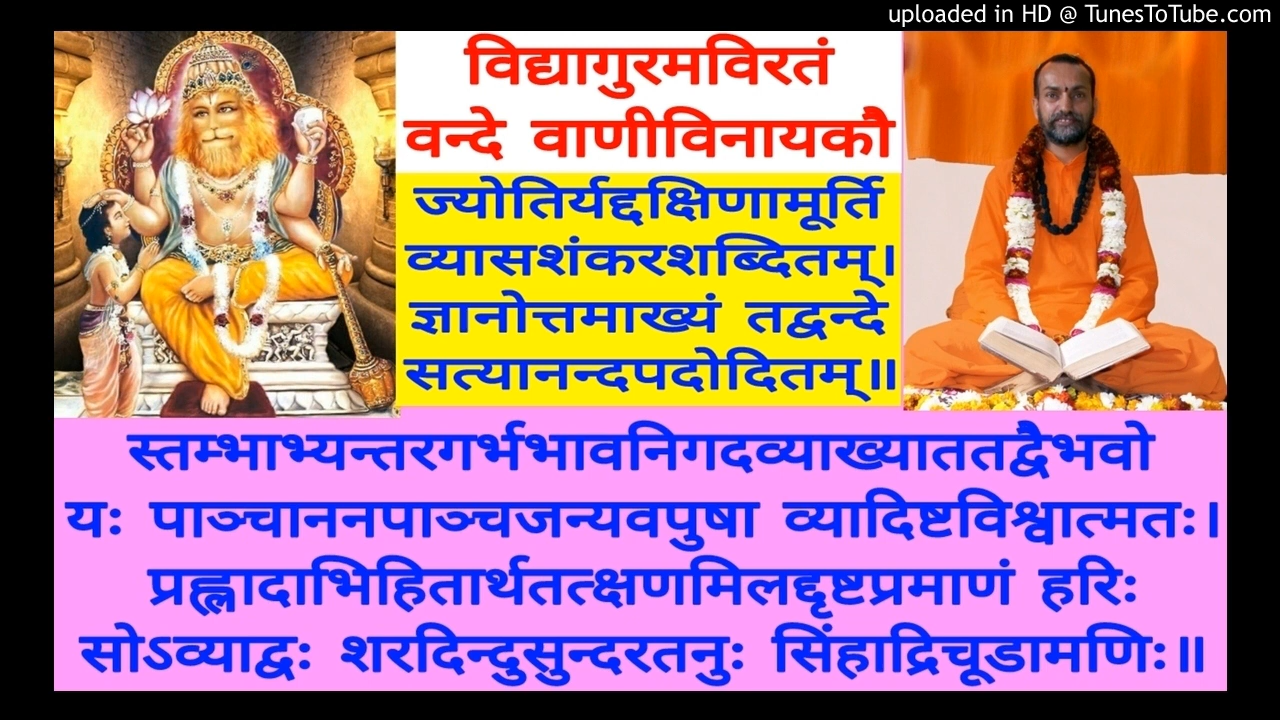 uploaded in HD @ TunesToTube.com
विद्यागुरमविरतं
वन्दे वाणीविनायकौ
ज्योतिर्यद्दक्षिणामूर्ति
व्यासशंकरशब्दितम्।
ज्ञानोत्तमाख्यं तद्वन्दे
सत्यानन्दपदोदितम्॥
स्तम्भाभ्यन्तरगर्भभावनिगदव्याख्याततद्वैभवो
यः पाञ्चाननपाञ्चजन्यवपुषा व्यादिष्टविश्वात्मतः।
प्रह्लादाभिहितार्थतत्क्षणमिलद्दृष्टप्रमाणं हरिः
सोऽव्याद्वः शरदिन्दुसुन्दरतनुः सिंहाद्रिचूडामणिः॥